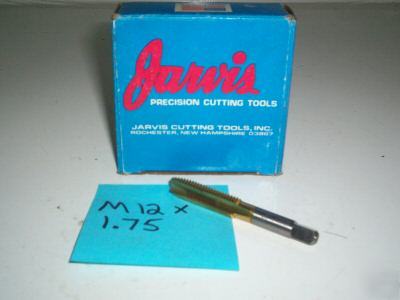 Jarvis
PRECISION CUTTING TOOLS
JARVIS CUTTING TOOLS, INC.
ROCHESTER, NEW HAMPSHIRE 03867
M 12 x
1.75